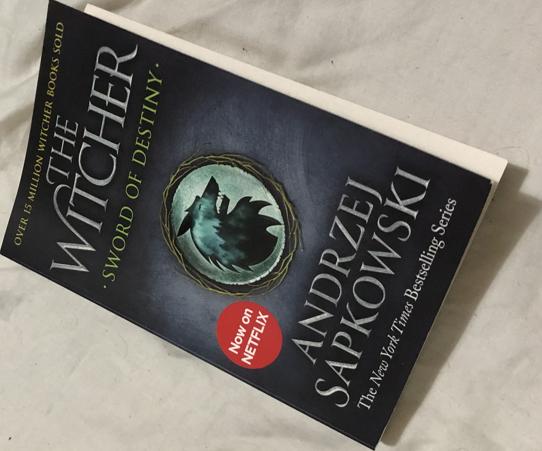 OVER 15 MILLION WITCHER BOOKS SOLD
THE
WITCHER
· SWORD OF DESTINY ·
Now on
NETFLIX
ANDRZEJ
SAPKOWSKI
The New York Times Bestselling Series